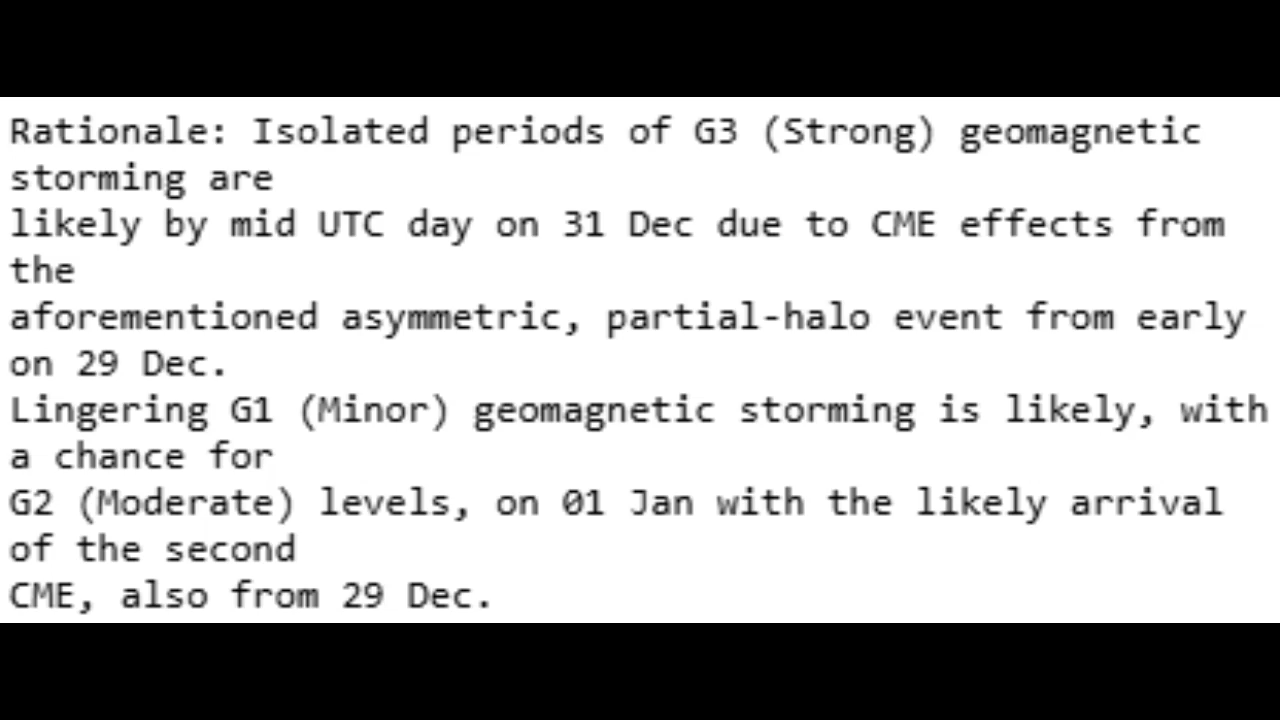 Rationale: Isolated periods of G3 (Strong) geomagnetic
storming are
likely by mid UTC day on 31 Dec due to CME effects from
the
aforementioned asymmetric, partial-halo event from early
on 29 Dec.
Lingering G1 (Minor) geomagnetic storming is likely, with
a chance for
G2 (Moderate) levels, on 01 Jan with the likely arrival
of the second
CME, also from 29 Dec.